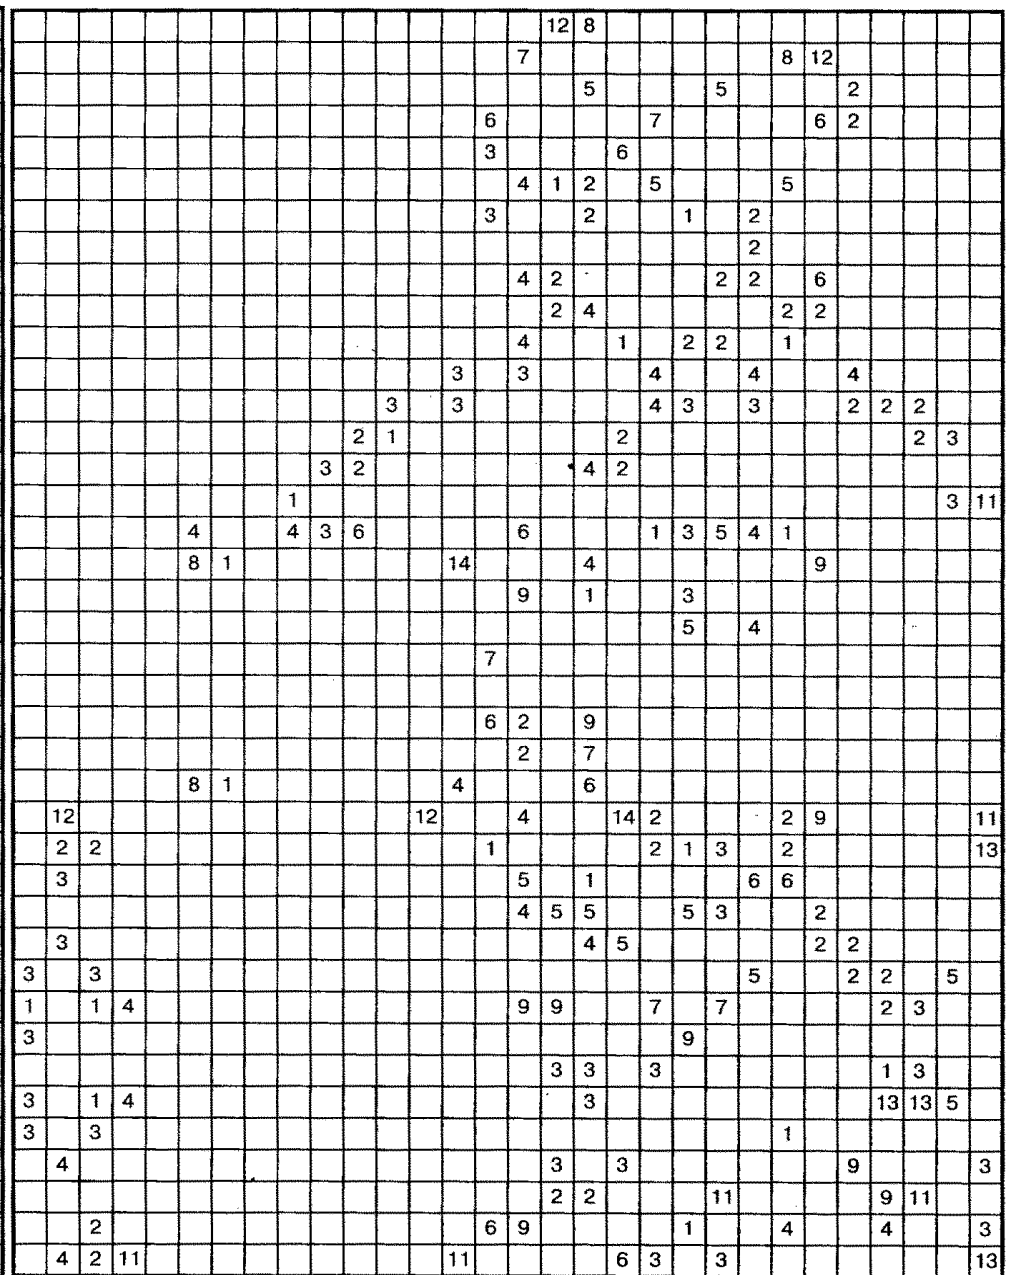 12 8
7 8 12
5 5 2
6 7 6 2
3 6
4 1 2 5 5
3 2 1 2
2
4 2 2 2 6
2 4 2 2
4 1 2 2 1
3 3 4 4 4
3 3 4 3 3 2 2 2
2 1 2 2 3
3 2 4 2
1 3 11
4 4 3 6 6 1 3 5 4 1
8 1 14 4 9
9 1 3
5 4
7
6 2 9
2 7
8 1 4 6
12 12 4 14 2 2 9 11
2 2 1 2 1 3 2 13
3 5 1 6 6
4 5 5 5 3 2
3 4 5 2 2
3 3 5 2 2 5
1 1 4 9 9 7 7 2 3
3 9
3 3 3 1 3
3 1 4 3 13 13 5
3 3 1
4 3 3 9 3
2 2 11 9 11
2 6 9 1 4 4 3
4 2 11 11 6 3 3 13